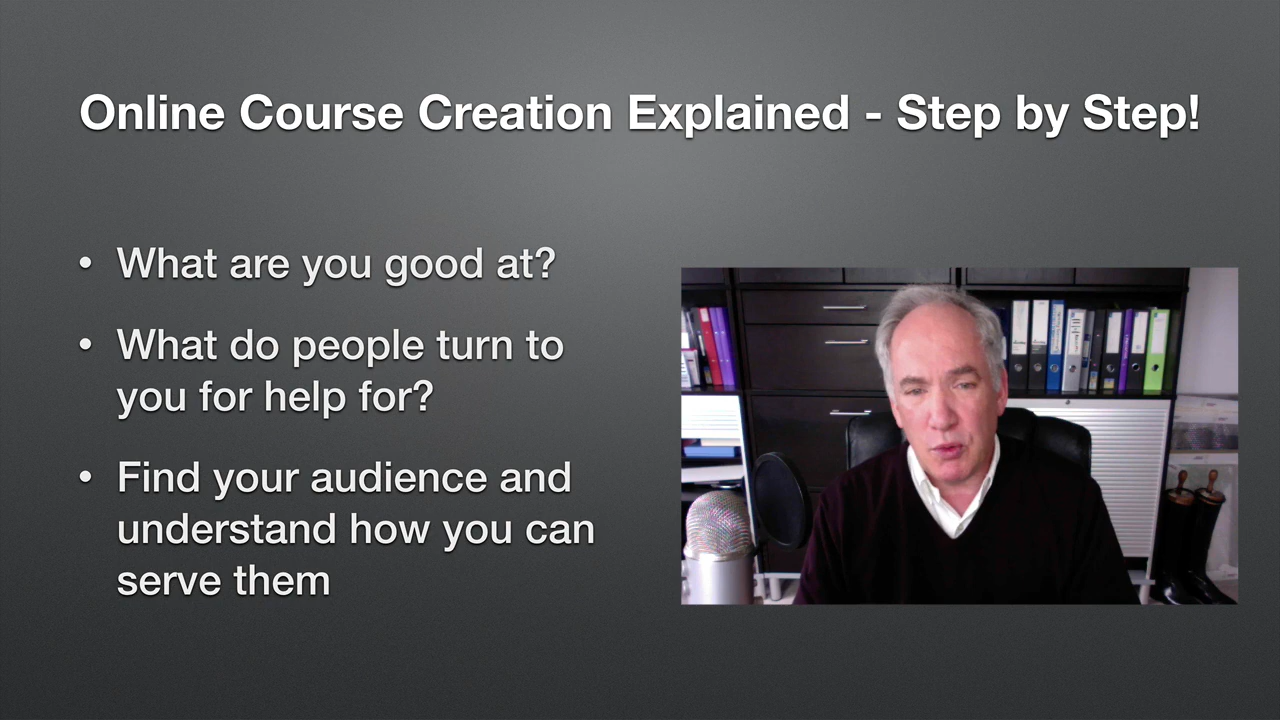 Online Course Creation Explained - Step by Step!
• What are you good at?
• What do people turn to
you for help for?
• Find your audience and
understand how you can
serve them